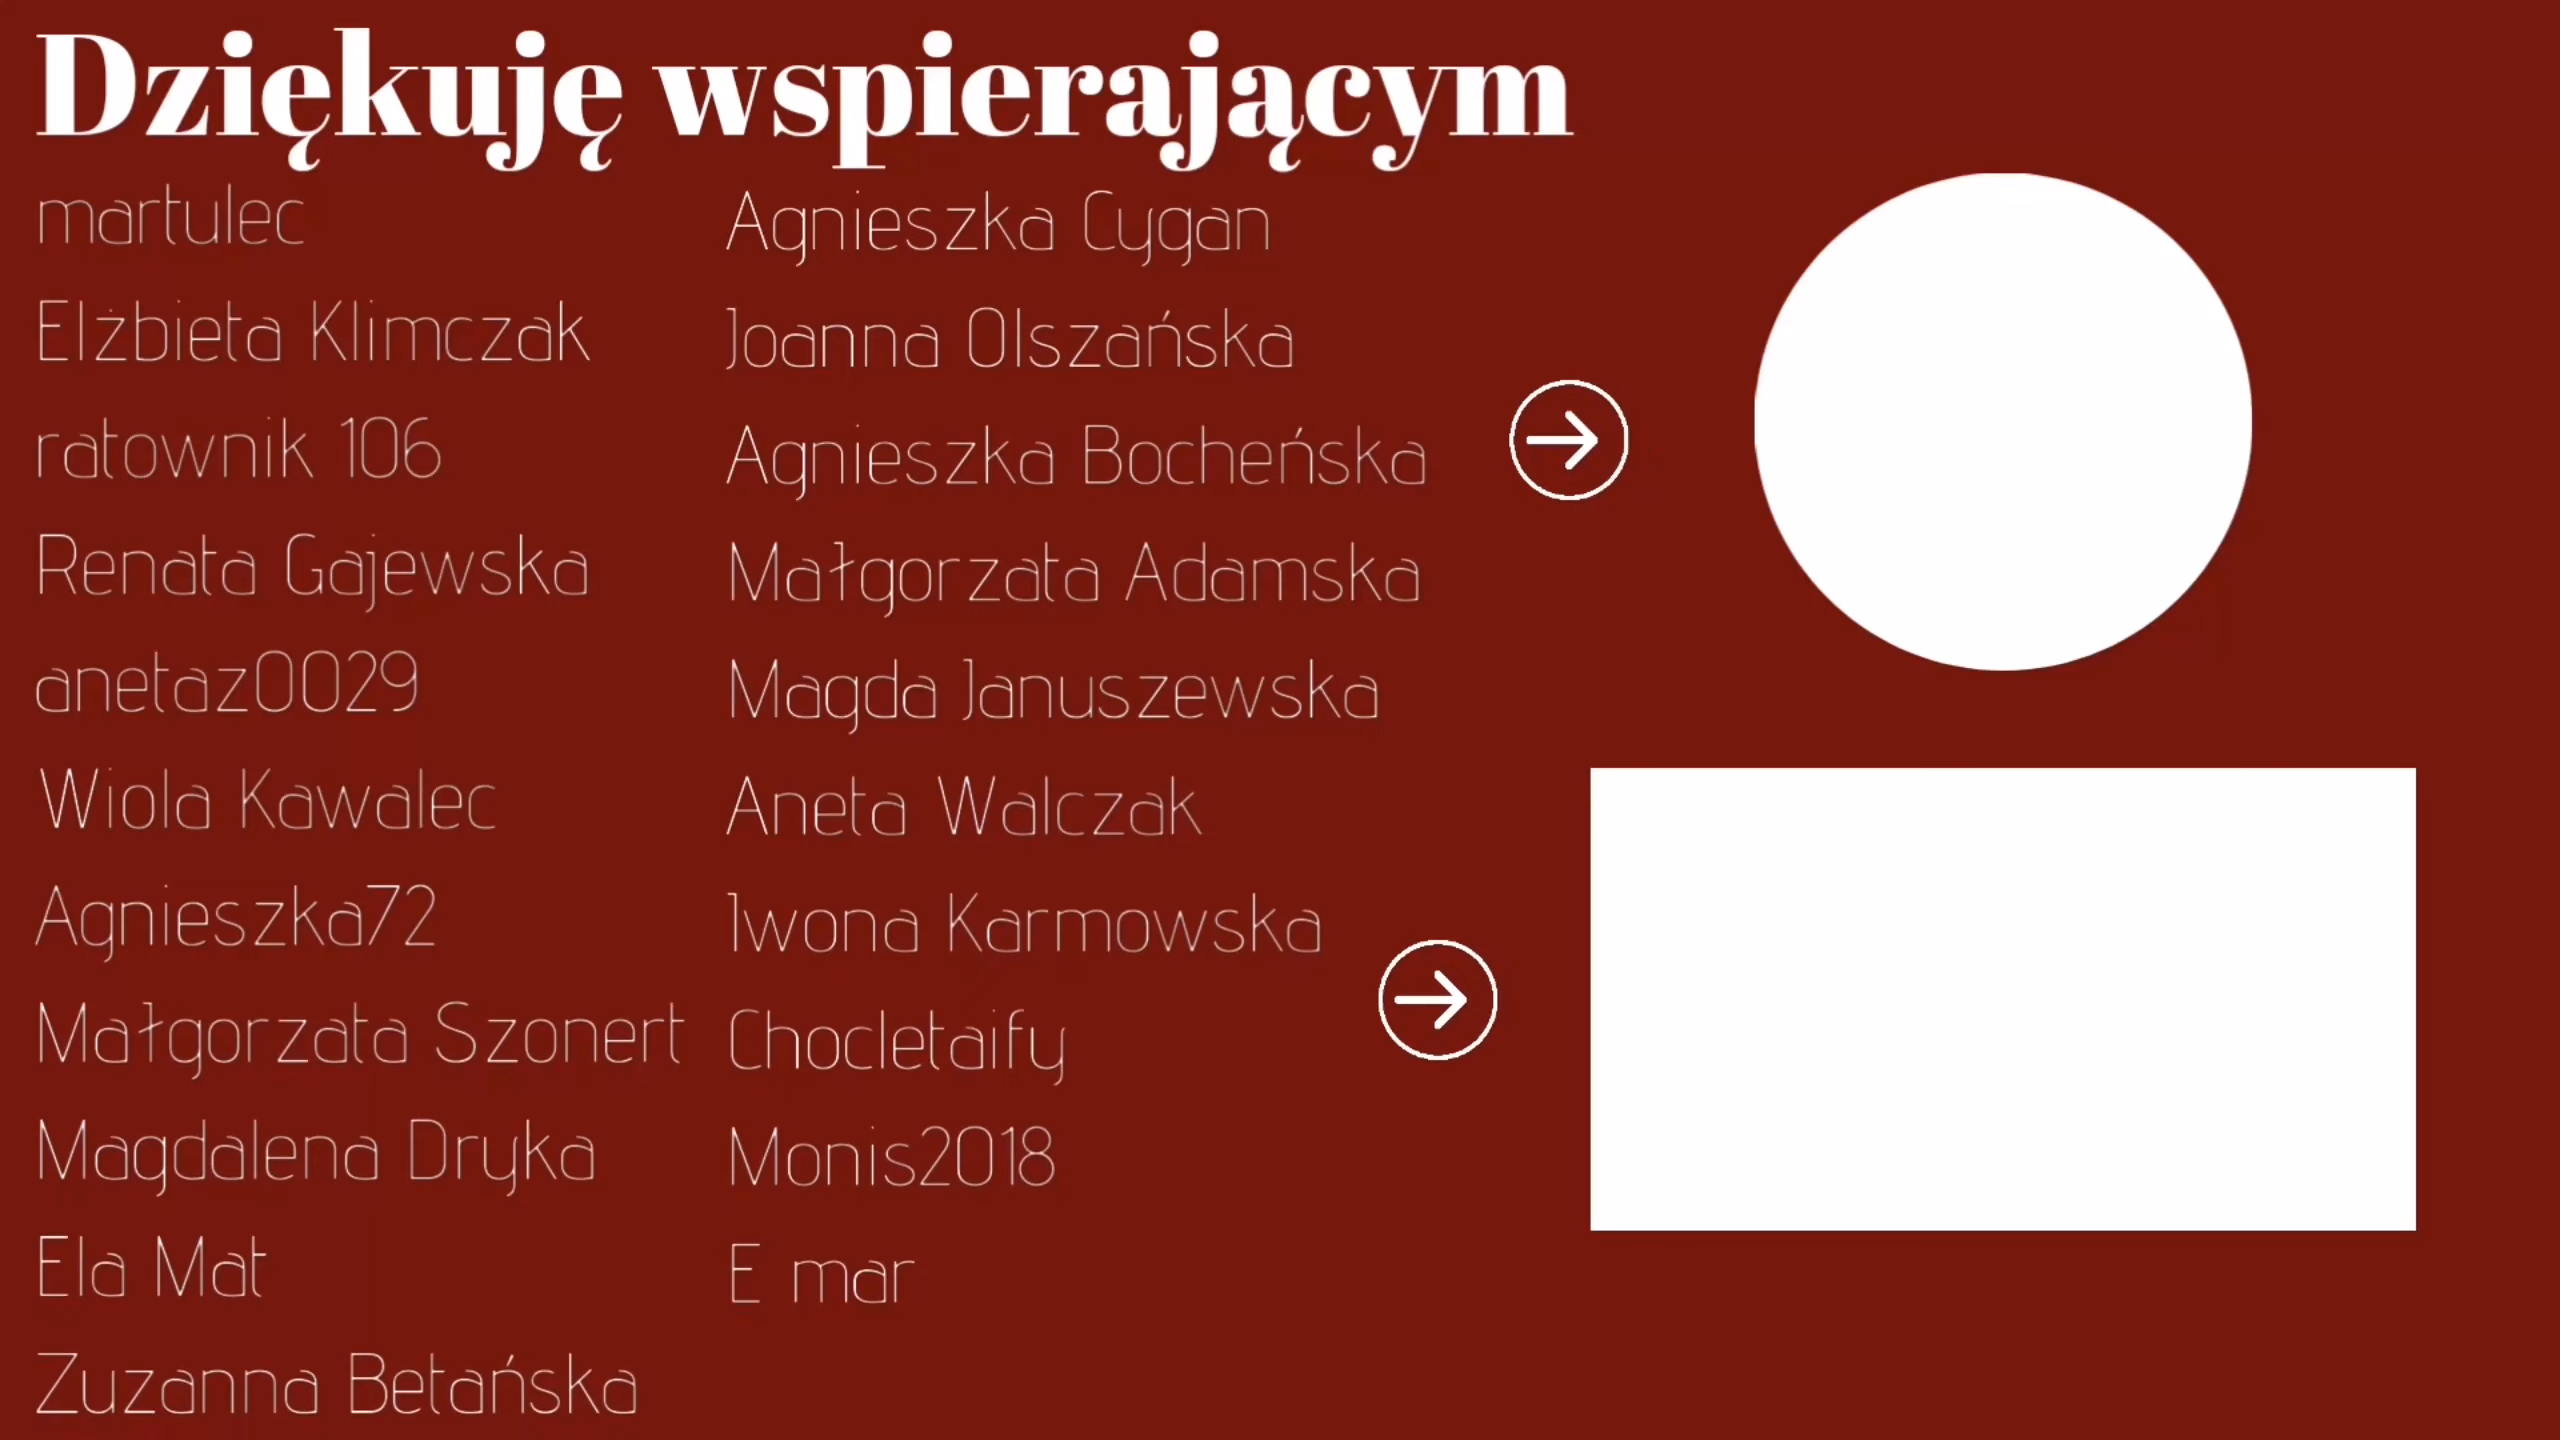 Dziękuję wspierającym
martulec
Elżbieta Klimczak
ratownik 106
Renata Gajewska
anetaz0029
Wiola Kawalec
Agnieszka72
Małgorzata Szonert
Magdalena Dryka
Ela Mat
Zuzanna Betańska
Agnieszka Cygan
Joanna Olszańska
Agnieszka Bocheńska
Małgorzata Adamska
Magda Januszewska
Aneta Walczak
Iwona Karmowska
Chocletaify
Monis2018
E mar